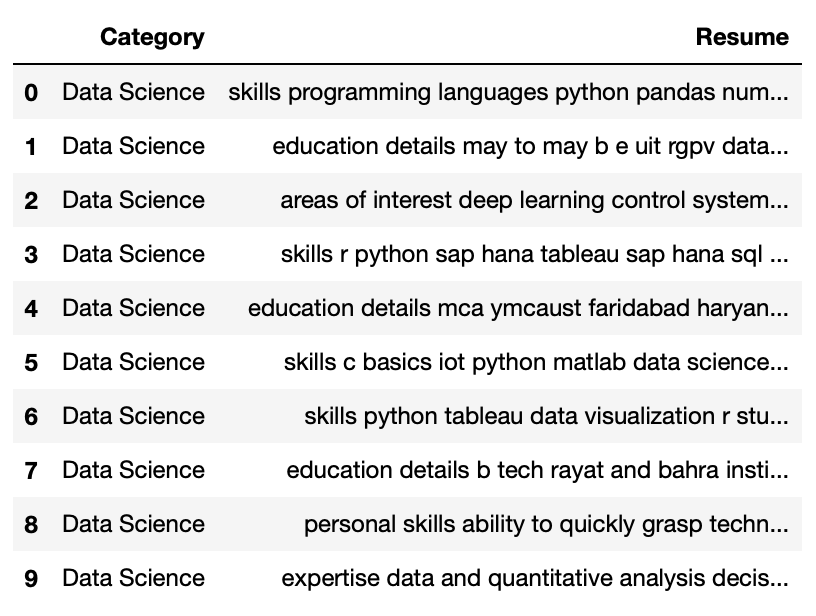 Category Resume
0 Data Science skills programming languages python pandas num...
1 Data Science education details may to may b e uit rgpv data...
2 Data Science areas of interest deep learning control system...
3 Data Science skills r python sap hana tableau sap hana sql ...
4 Data Science education details mca ymcaust faridabad haryan...
5 Data Science skills c basics iot python matlab data science...
6 Data Science skills python tableau data visualization r stu...
7 Data Science education details b tech rayat and bahra insti...
8 Data Science personal skills ability to quickly grasp techn...
9 Data Science expertise data and quantitative analysis decis...